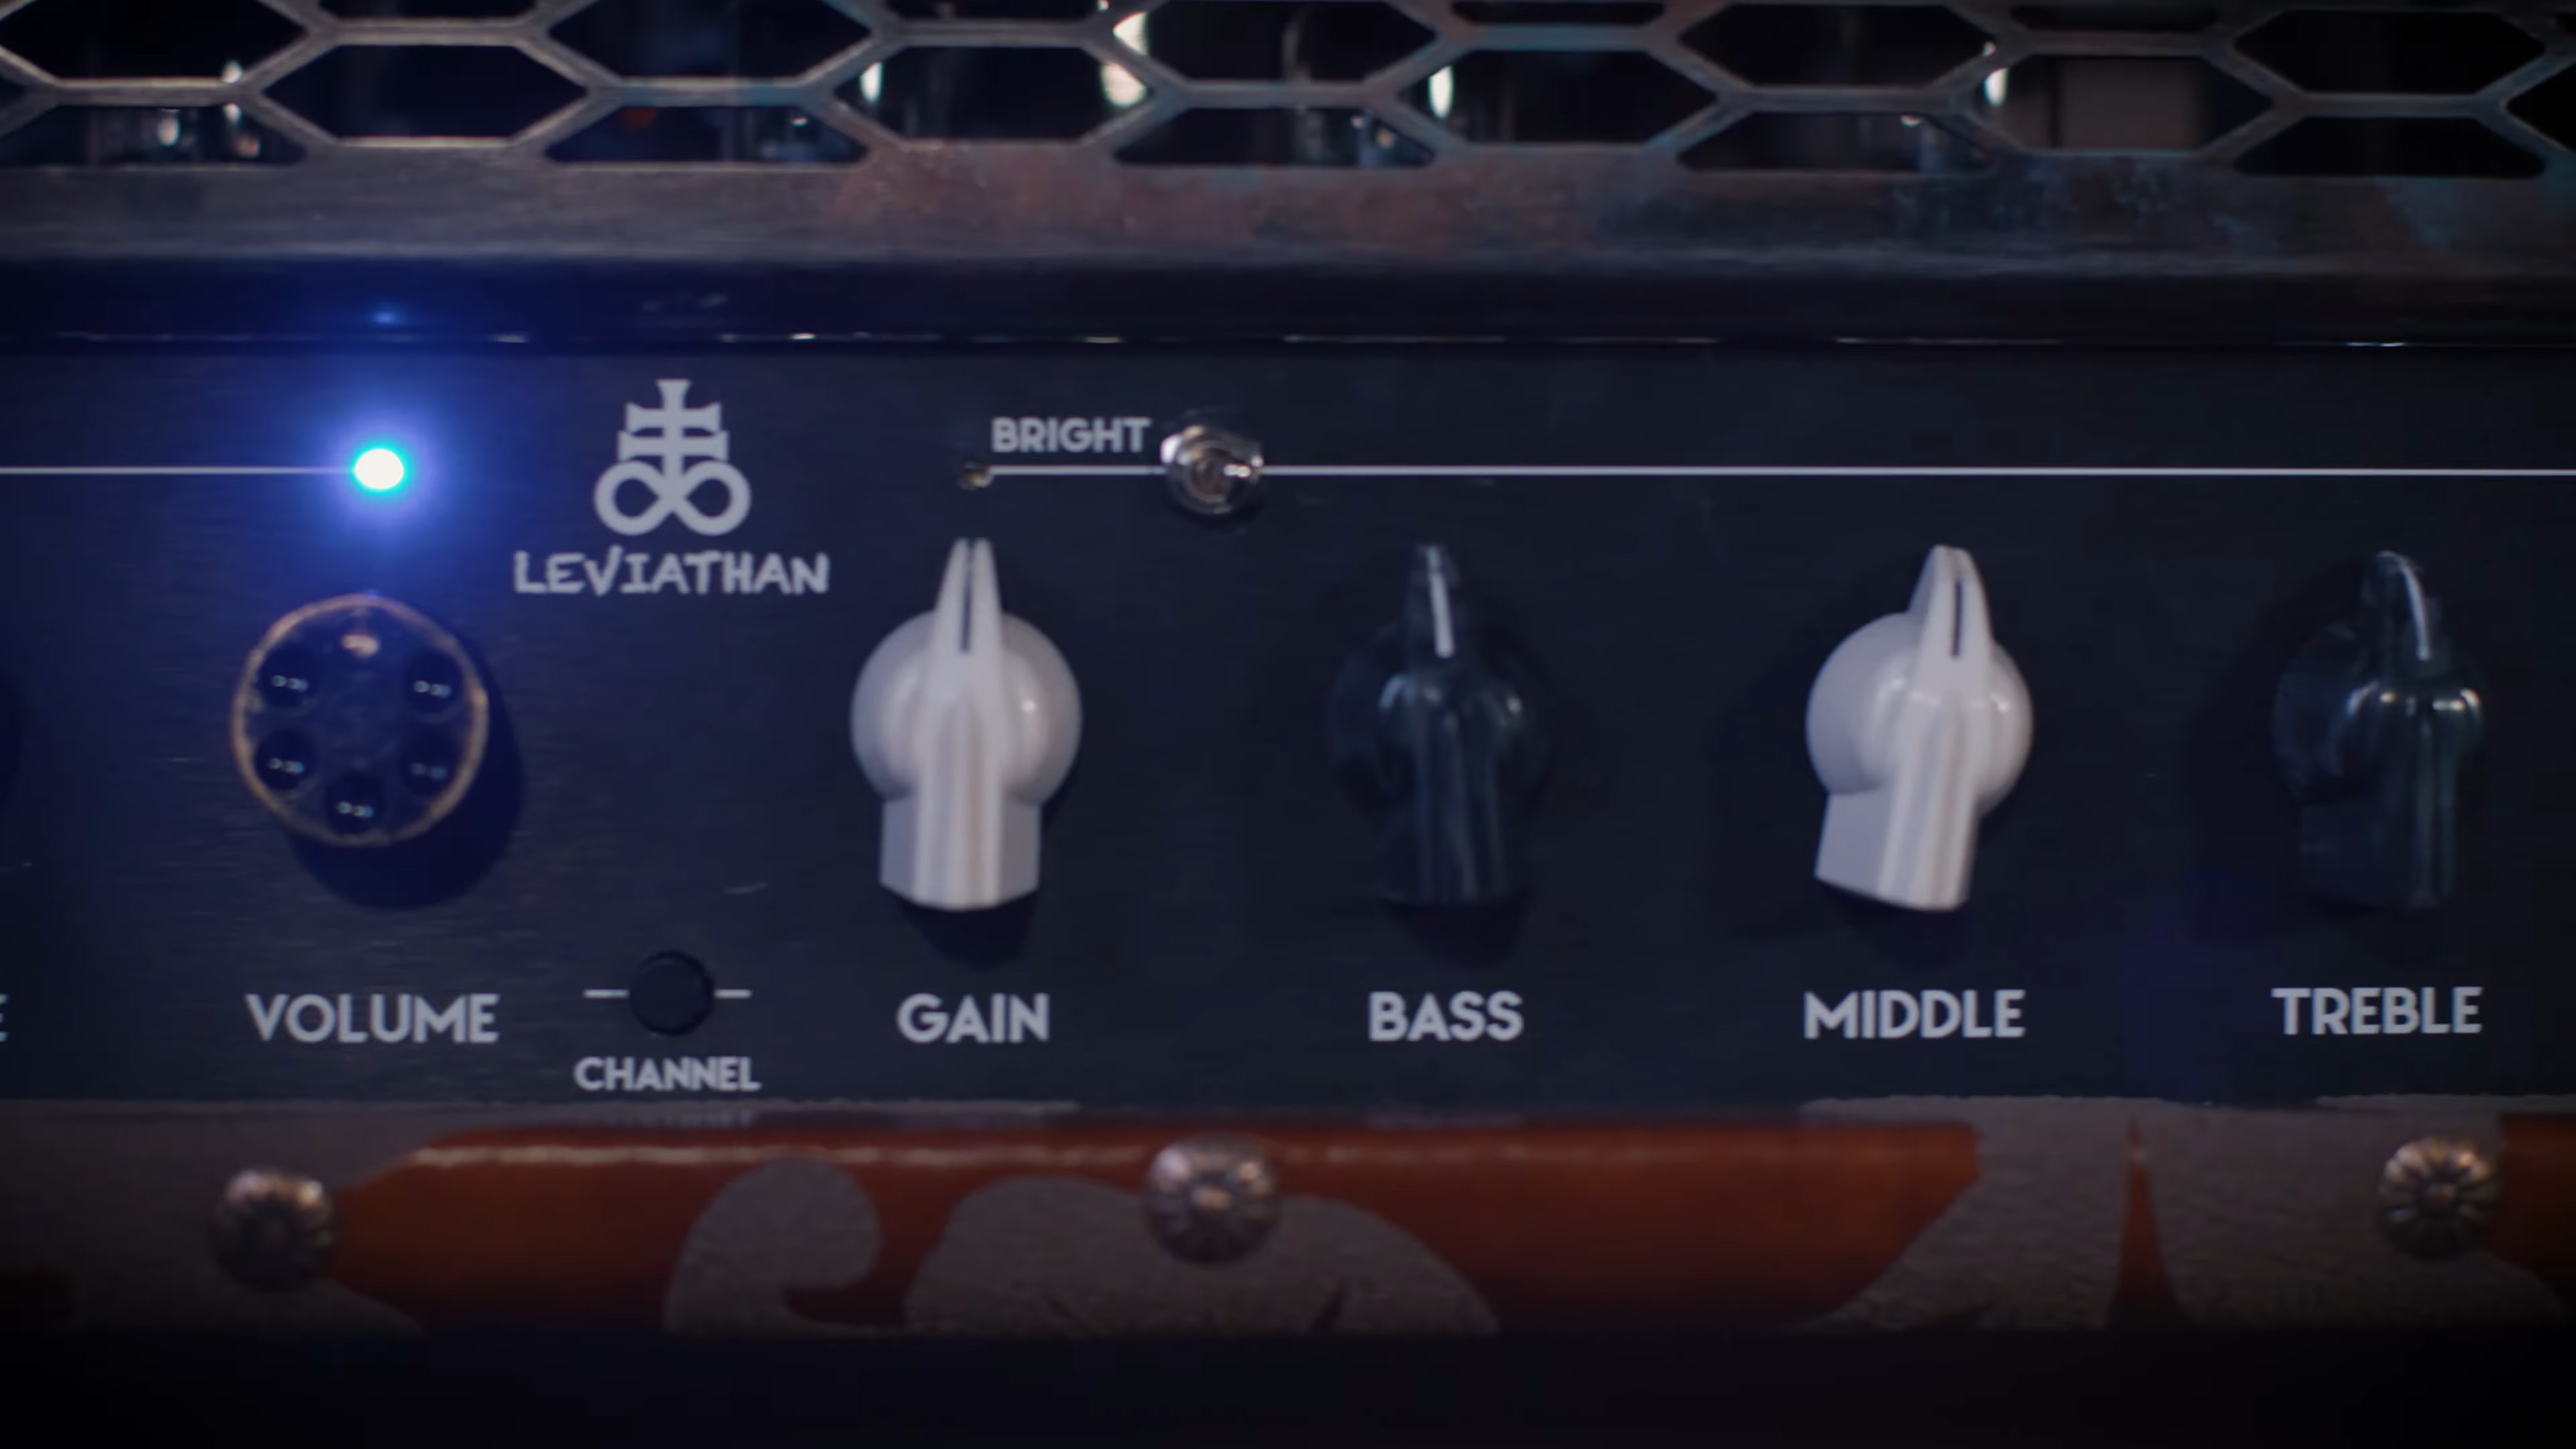 BRIGHT
LEVIATHAN
VOLUME
GAIN
BASS
MIDDLE
TREBLE
CHANNEL